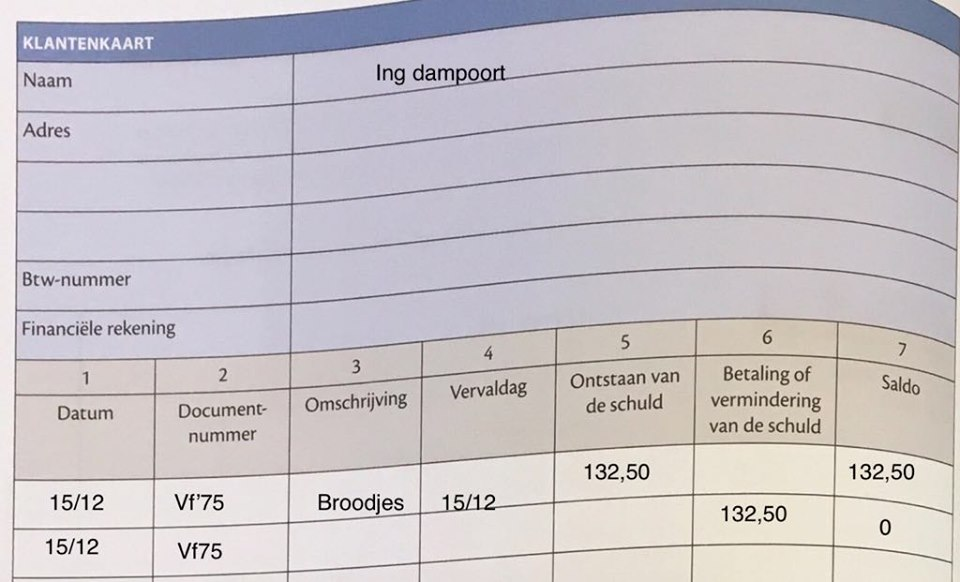 KLANTENKAART
Naam Ing dampoort
Adres
Btw-nummer
Financiële rekening
1 2 3 4 5 6 7
Datum Document-nummer Omschrijving Vervaldag Ontstaan van de schuld Betaling of vermindering van de schuld Saldo
15/12 Vf'75 Broodjes 15/12 132,50 132,50
15/12 Vf75 132,50 0